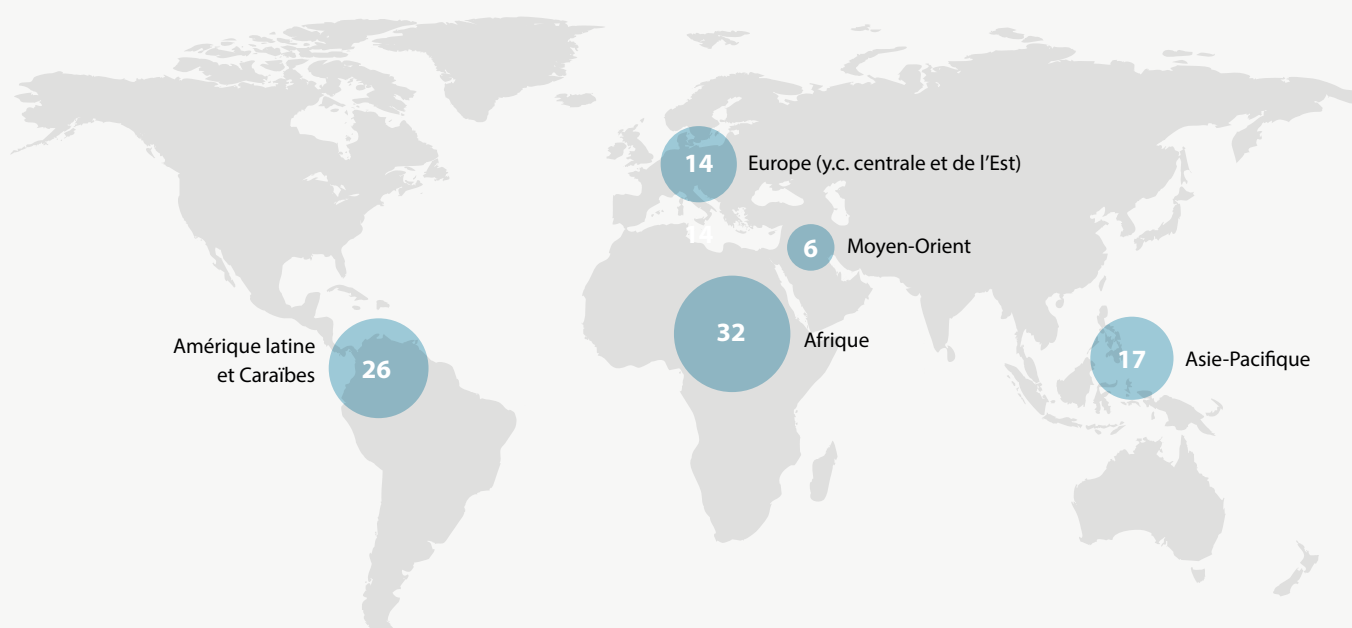 14
Europe (y.c. centrale et de l’Est)
14
6
Moyen-Orient
32
Afrique
Amérique latine
et Caraïbes
26
17
Asie-Pacifique